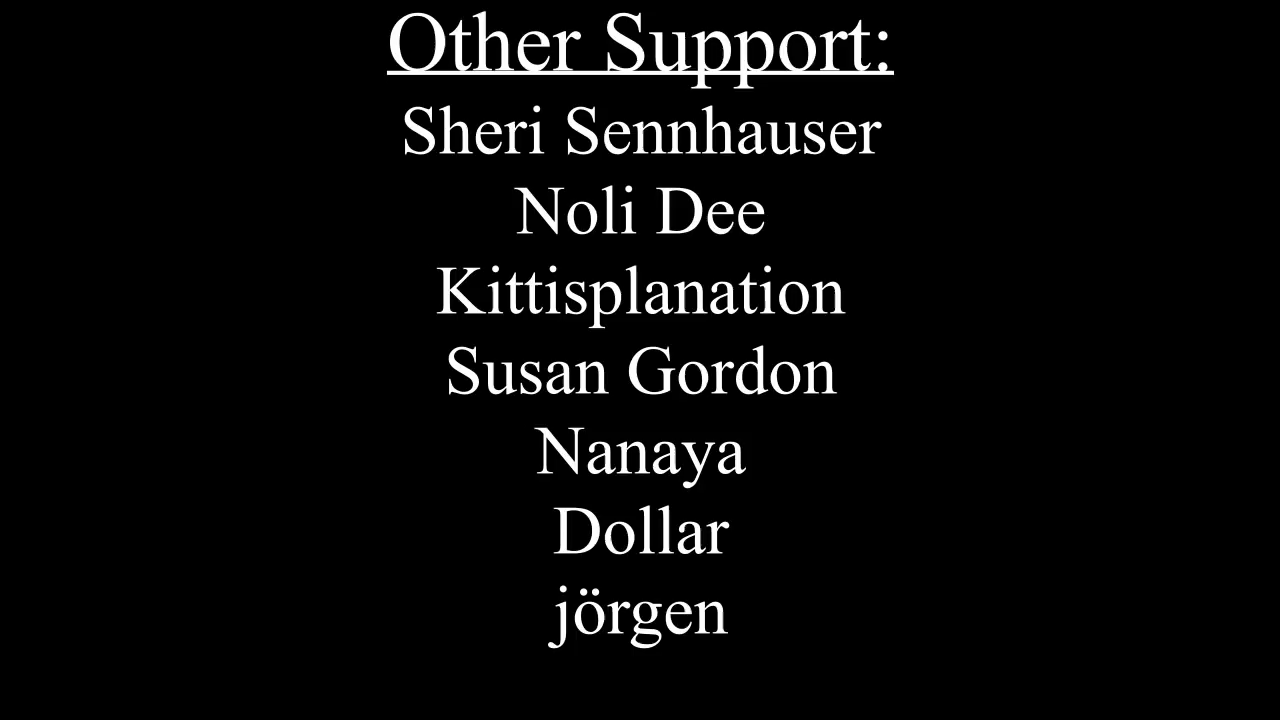 Other Support:
Sheri Sennhauser
Noli Dee
Kittisplanation
Susan Gordon
Nanaya
Dollar
jörgen